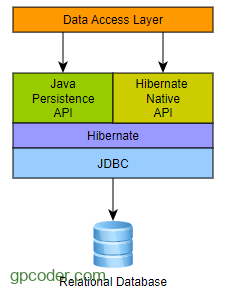 Data Access Layer
Java
Persistence
API
Hibernate
Native
API
Hibernate
JDBC
gpcoder.com
Relational Database